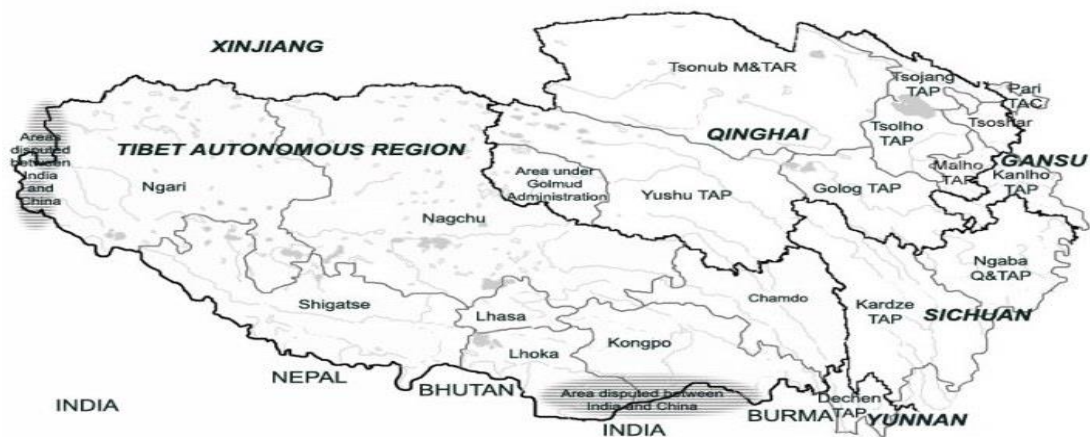 XINJIANG
Tsonub M&TAR
Tsojang
TAP
Pari
TAC
Tsoshar
Tsolho
TAP
QINGHAI
Malho
TAP
GANSU
Kanlho
TAP
Areas
disputed
between
India
and
China
TIBET AUTONOMOUS REGION
Ngari
Nagchu
Area under
Golmud
Administration
Yushu TAP
Golog TAP
Ngaba
Q&TAP
Shigatse
Lhasa
Chamdo
Kardze
TAP
SICHUAN
Lhoka
Kongpo
NEPAL
BHUTAN
Area disputed between
India and China
BURMA
Dechen
TAP
YUNNAN
INDIA
INDIA